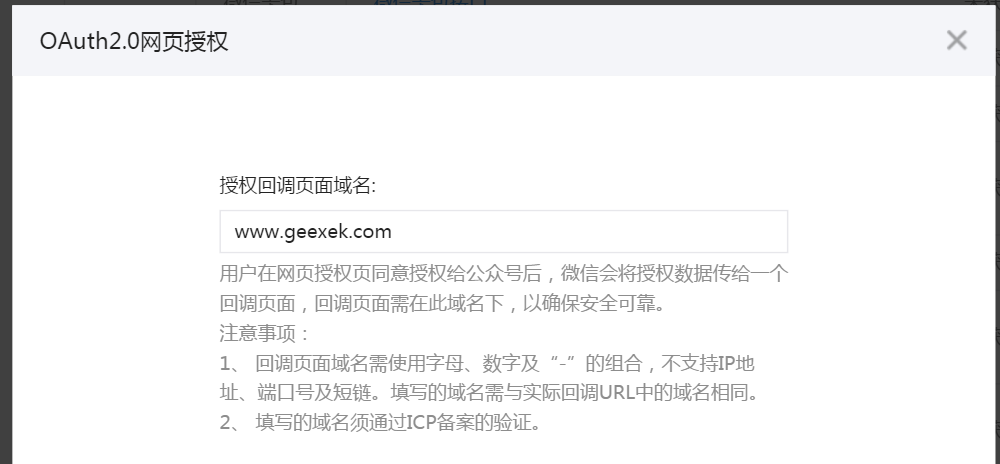 OAuth2.0网页授权
授权回调页面域名:
www.geexek.com
用户在网页授权页同意授权给公众号后，微信会将授权数据传给一个
回调页面，回调页面需在此域名下，以确保安全可靠。
注意事项：
1、 回调页面域名需使用字母、数字及“-”的组合，不支持IP地
址、端口号及短链。填写的域名需与实际回调URL中的域名相同。
2、 填写的域名须通过ICP备案的验证。